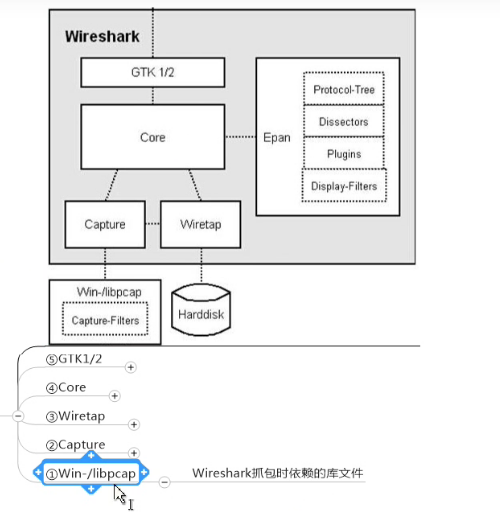 Wireshark
GTK 1/2
Core
Epan
Protocol-Tree
Dissectors
Plugins
Display-Filters
Capture
Wiretap
Win-/libpcap
Capture-Filters
Harddisk
⑤GTK1/2
④Core
③Wiretap
②Capture
①Win-/libpcap
Wireshark抓包时依赖的库文件